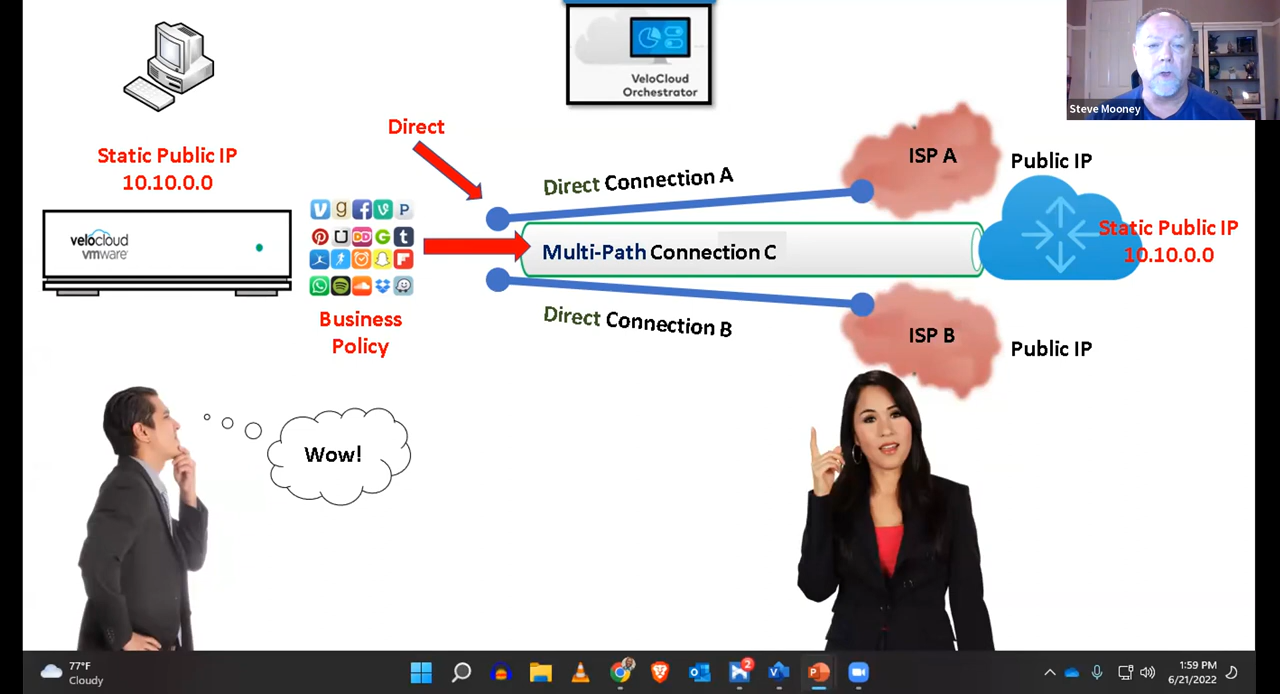 VeloCloud
Orchestrator
Steve Mooney
Direct
Static Public IP
10.10.0.0
Direct Connection A
ISP A
Public IP
velocloud
vmware
Multi-Path Connection C
Static Public IP
10.10.0.0
Business
Policy
Direct Connection B
ISP B
Public IP
Wow!
77°F
Cloudy
2
1:59 PM
6/21/2022